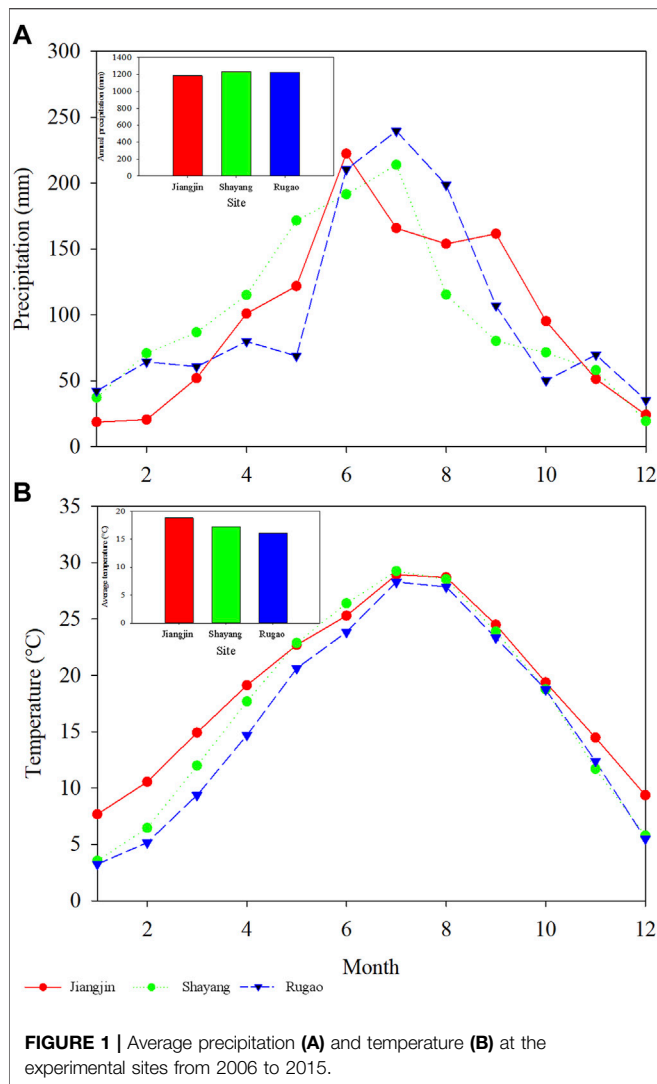 A
300
250
200
150
100
50
0
Precipitation (mm)
1400
1200
1000
800
600
400
200
0
Annual precipitation (mm)
Jiangjin Shayang Rugao
Site
2 4 6 8 10 12
B
35
30
25
20
15
10
5
0
Temperature (°C)
20
15
10
5
0
Average temperature (°C)
Jiangjin Shayang Rugao
Site
2 4 6 8 10 12
Month
Jiangjin Shayang Rugao
FIGURE 1 | Average precipitation (A) and temperature (B) at the
experimental sites from 2006 to 2015.